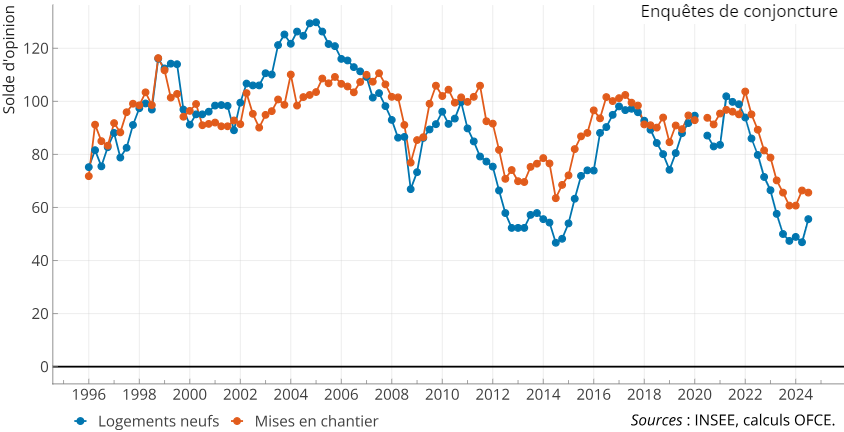 Enquêtes de conjoncture
Solde d'opinion
120
100
80
60
40
20
0
1996 1998 2000 2002 2004 2006 2008 2010 2012 2014 2016 2018 2020 2022 2024
Logements neufs Mises en chantier
Sources : INSEE, calculs OFCE.